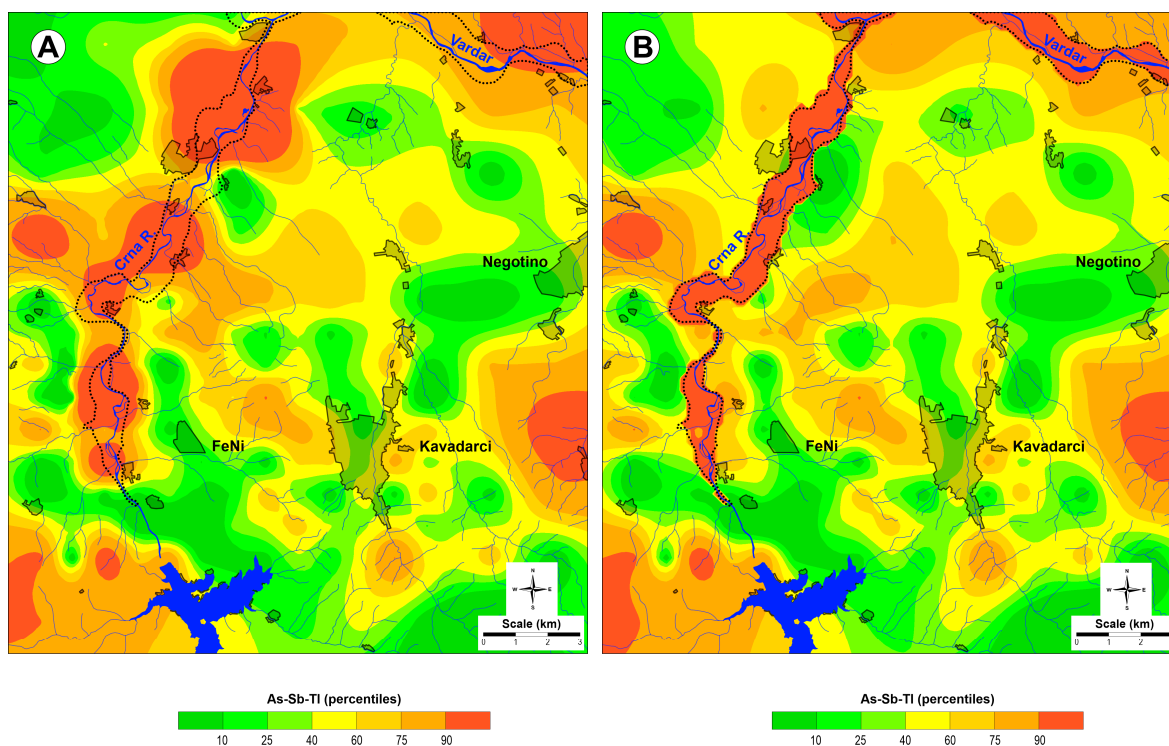 A
Vardar
Crna R.
Negotino
FeNi
Kavadarci
N
W E
S
Scale (km)
0 1 2 3
As-Sb-Tl (percentiles)
10 25 40 60 75 90
B
Vardar
Crna R.
Negotino
FeNi
Kavadarci
N
W E
S
Scale (km)
0 1 2
As-Sb-Tl (percentiles)
10 25 40 60 75 90